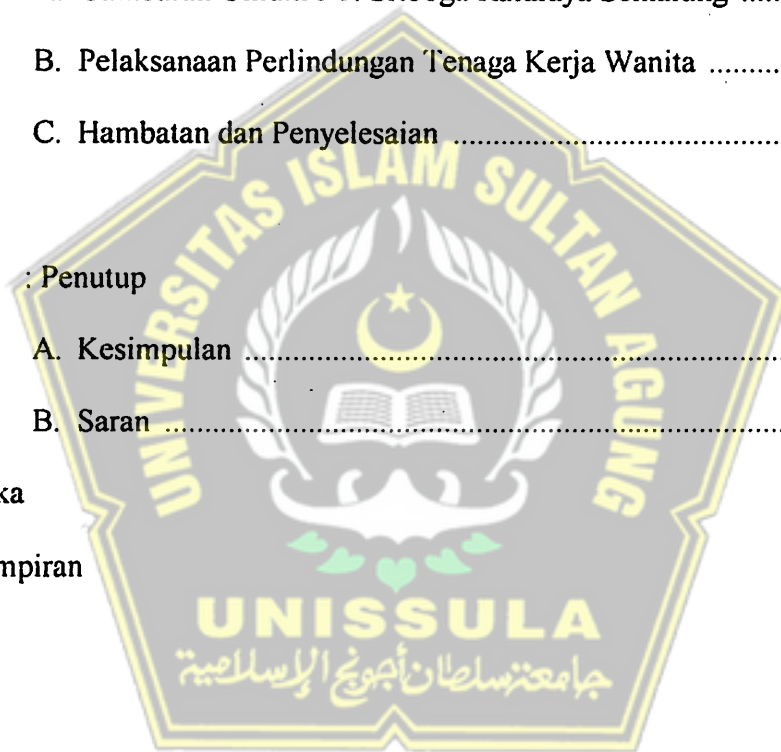 B. Pelaksanaan Perlindungan Tenaga Kerja Wanita .........
C. Hambatan dan Penyelesaian ........................................
: Penutup
A. Kesimpulan ....................................................................
B. Saran ..............................................................................
ka
mpiran
UNIVERSITAS ISLAM SULTAN AGUNG
UNISSULA
جامعة سلطان أجونج الإسلامية